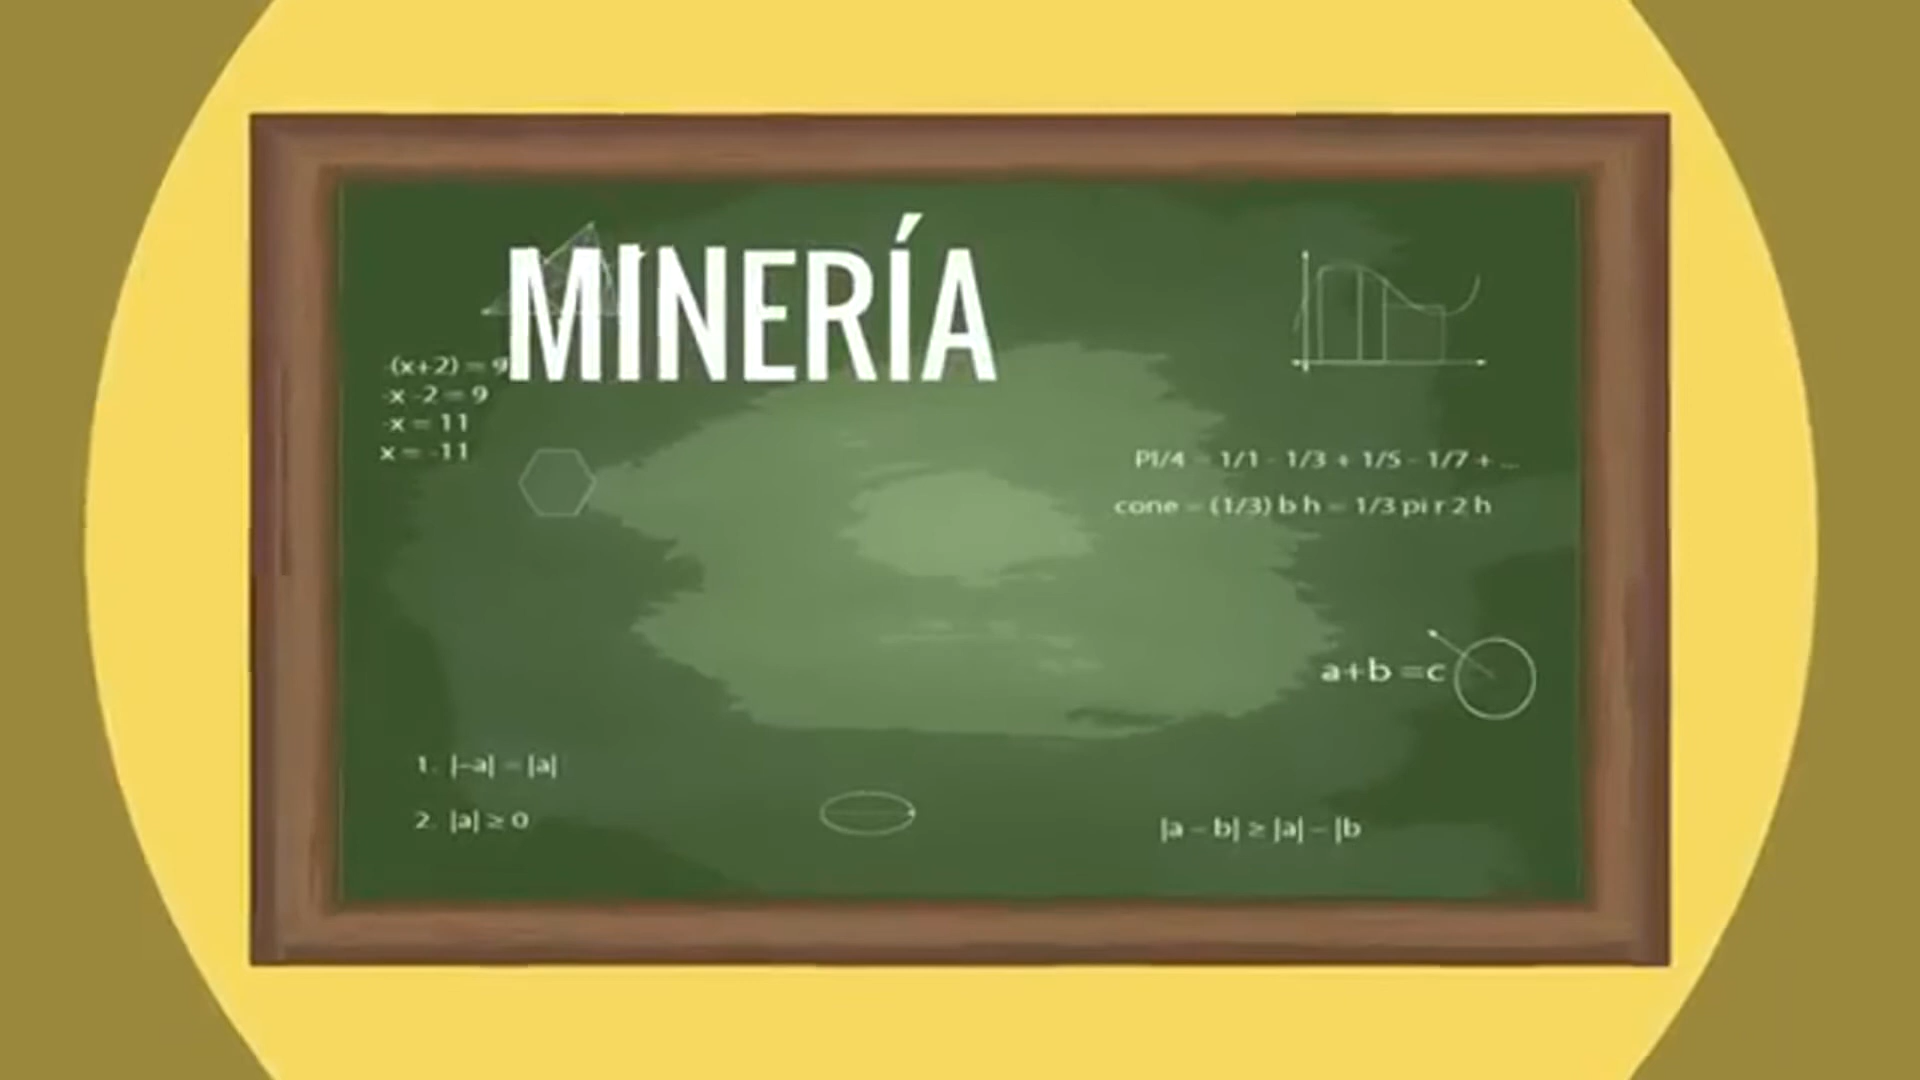 MINERÍA
-(x+2) = 9
-x -2 = 9
-x = 11
x = -11
PI/4 = 1/1 - 1/3 + 1/5 - 1/7 + ...
cone = (1/3) b h = 1/3 pi r 2 h
a+b =c
1. |-a| = |a|
2. |a| ≥ 0
|a - b| ≥ |a| - |b